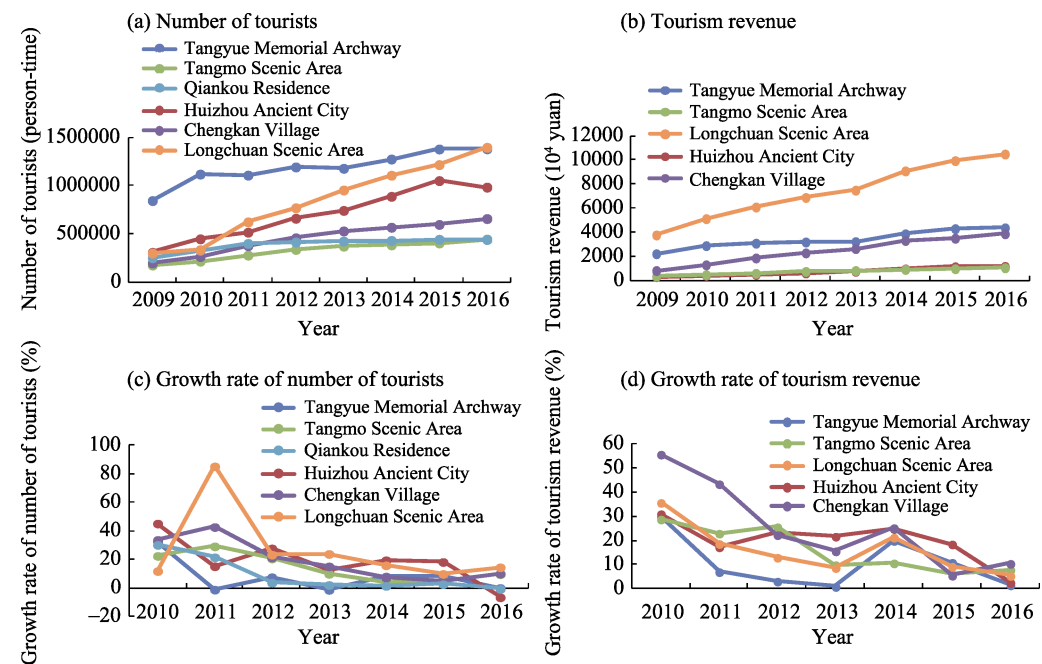 (a) Number of tourists
Tangyue Memorial Archway
Tangmo Scenic Area
Qiankou Residence
Huizhou Ancient City
Chengkan Village
Longchuan Scenic Area
Number of tourists (person-time)
1500000
1000000
500000
0
2009 2010 2011 2012 2013 2014 2015 2016
Year
(b) Tourism revenue
Tangyue Memorial Archway
Tangmo Scenic Area
Longchuan Scenic Area
Huizhou Ancient City
Chengkan Village
Tourism revenue (10⁴ yuan)
12000
10000
8000
6000
4000
2000
0
2009 2010 2011 2012 2013 2014 2015 2016
Year
(c) Growth rate of number of tourists
Tangyue Memorial Archway
Tangmo Scenic Area
Qiankou Residence
Huizhou Ancient City
Chengkan Village
Longchuan Scenic Area
Growth rate of number of tourists (%)
100
80
60
40
20
0
–20
2010 2011 2012 2013 2014 2015 2016
Year
(d) Growth rate of tourism revenue
Tangyue Memorial Archway
Tangmo Scenic Area
Longchuan Scenic Area
Huizhou Ancient City
Chengkan Village
Growth rate of tourism revenue (%)
60
50
40
30
20
10
0
2010 2011 2012 2013 2014 2015 2016
Year